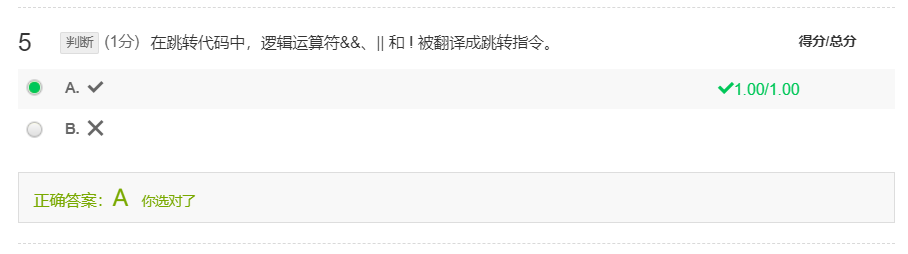 5 判断 (1分) 在跳转代码中，逻辑运算符&&、|| 和 ! 被翻译成跳转指令。 得分/总分
A. 1.00/1.00
B.
正确答案：A 你选对了